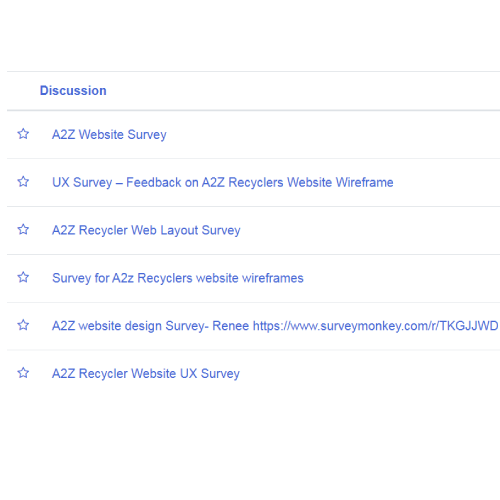 Discussion
A2Z Website Survey
UX Survey – Feedback on A2Z Recyclers Website Wireframe
A2Z Recycler Web Layout Survey
Survey for A2z Recyclers website wireframes
A2Z website design Survey- Renee https://www.surveymonkey.com/r/TKGJJWD
A2Z Recycler Website UX Survey